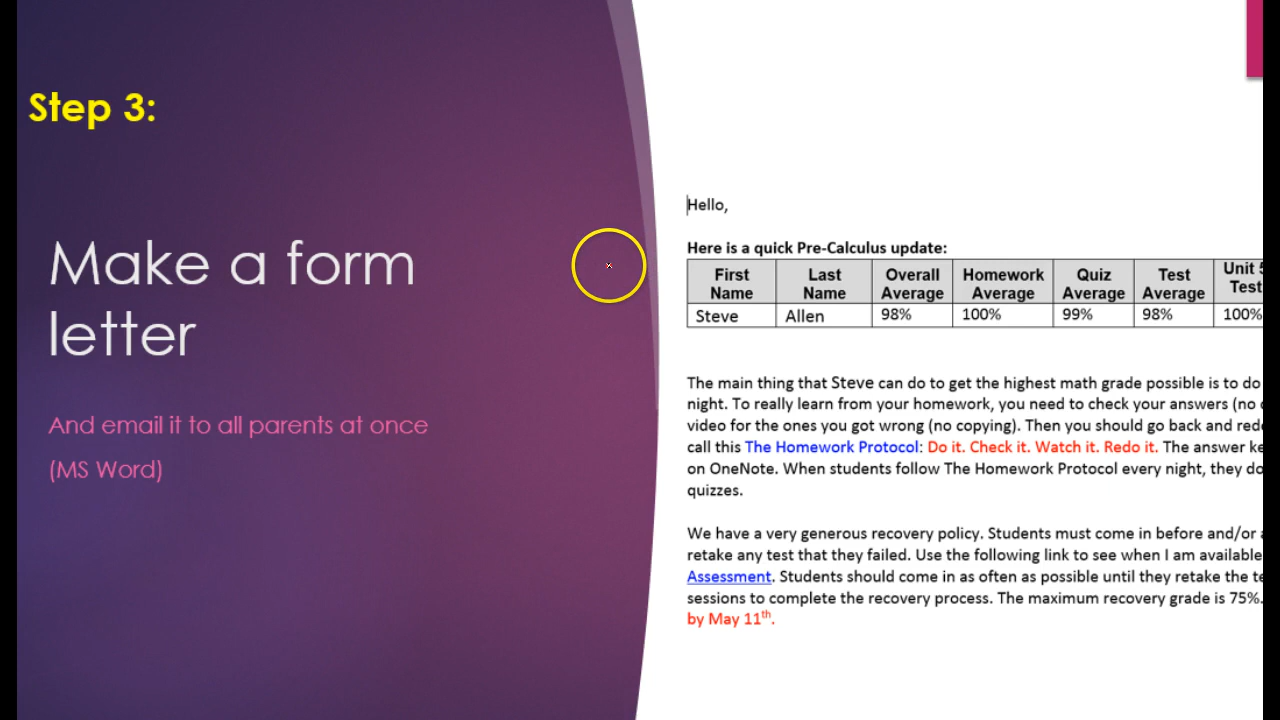 Step 3:
Make a form
letter
And email it to all parents at once
(MS Word)
Hello,
Here is a quick Pre-Calculus update:
First Name Last Name Overall Average Homework Average Quiz Average Test Average Unit 5 Test
Steve Allen 98% 100% 99% 98% 100%
The main thing that Steve can do to get the highest math grade possible is to do
night. To really learn from your homework, you need to check your answers (no
video for the ones you got wrong (no copying). Then you should go back and
call this The Homework Protocol: Do it. Check it. Watch it. Redo it. The answer
on OneNote. When students follow The Homework Protocol every night, they do
quizzes.
We have a very generous recovery policy. Students must come in before and/or
retake any test that they failed. Use the following link to see when I am available
Assessment. Students should come in as often as possible until they retake the
sessions to complete the recovery process. The maximum recovery grade is 75%.
by May 11th.